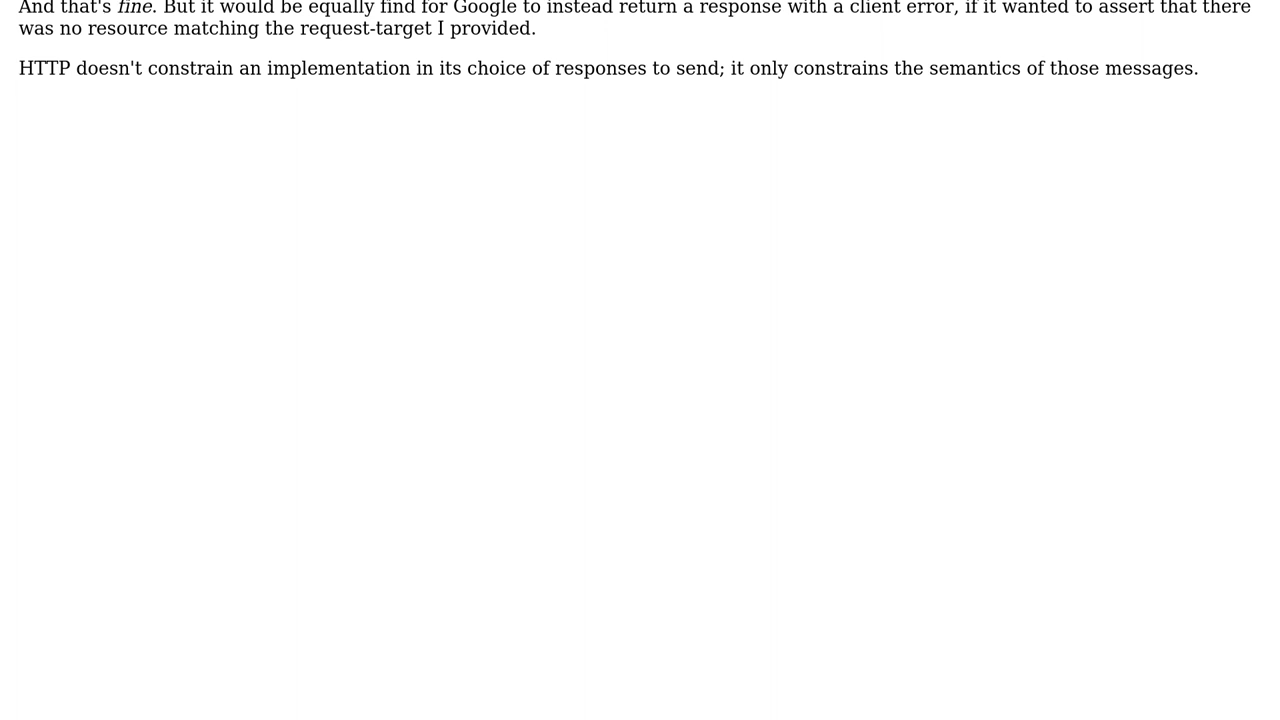 And that's fine. But it would be equally find for Google to instead return a response with a client error, if it wanted to assert that there
was no resource matching the request-target I provided.
HTTP doesn't constrain an implementation in its choice of responses to send; it only constrains the semantics of those messages.